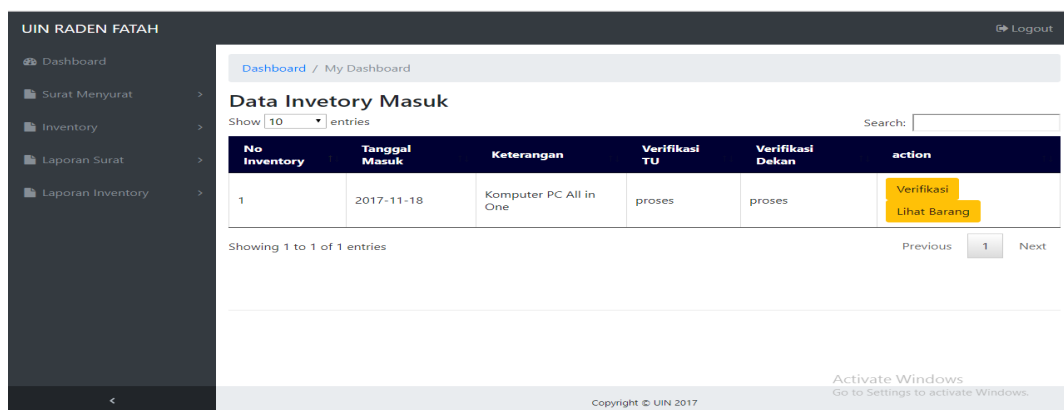 UIN RADEN FATAH
Logout
Dashboard
Surat Menyurat
Inventory
Laporan Surat
Laporan Inventory
Dashboard / My Dashboard
Data Invetory Masuk
Show 10 entries
Search:
No Inventory Tanggal Masuk Keterangan Verifikasi TU Verifikasi Dekan action
1 2017-11-18 Komputer PC All in One proses proses Verifikasi
Lihat Barang
Showing 1 to 1 of 1 entries
Previous 1 Next
Activate Windows
Go to Settings to activate Windows.
Copyright © UIN 2017